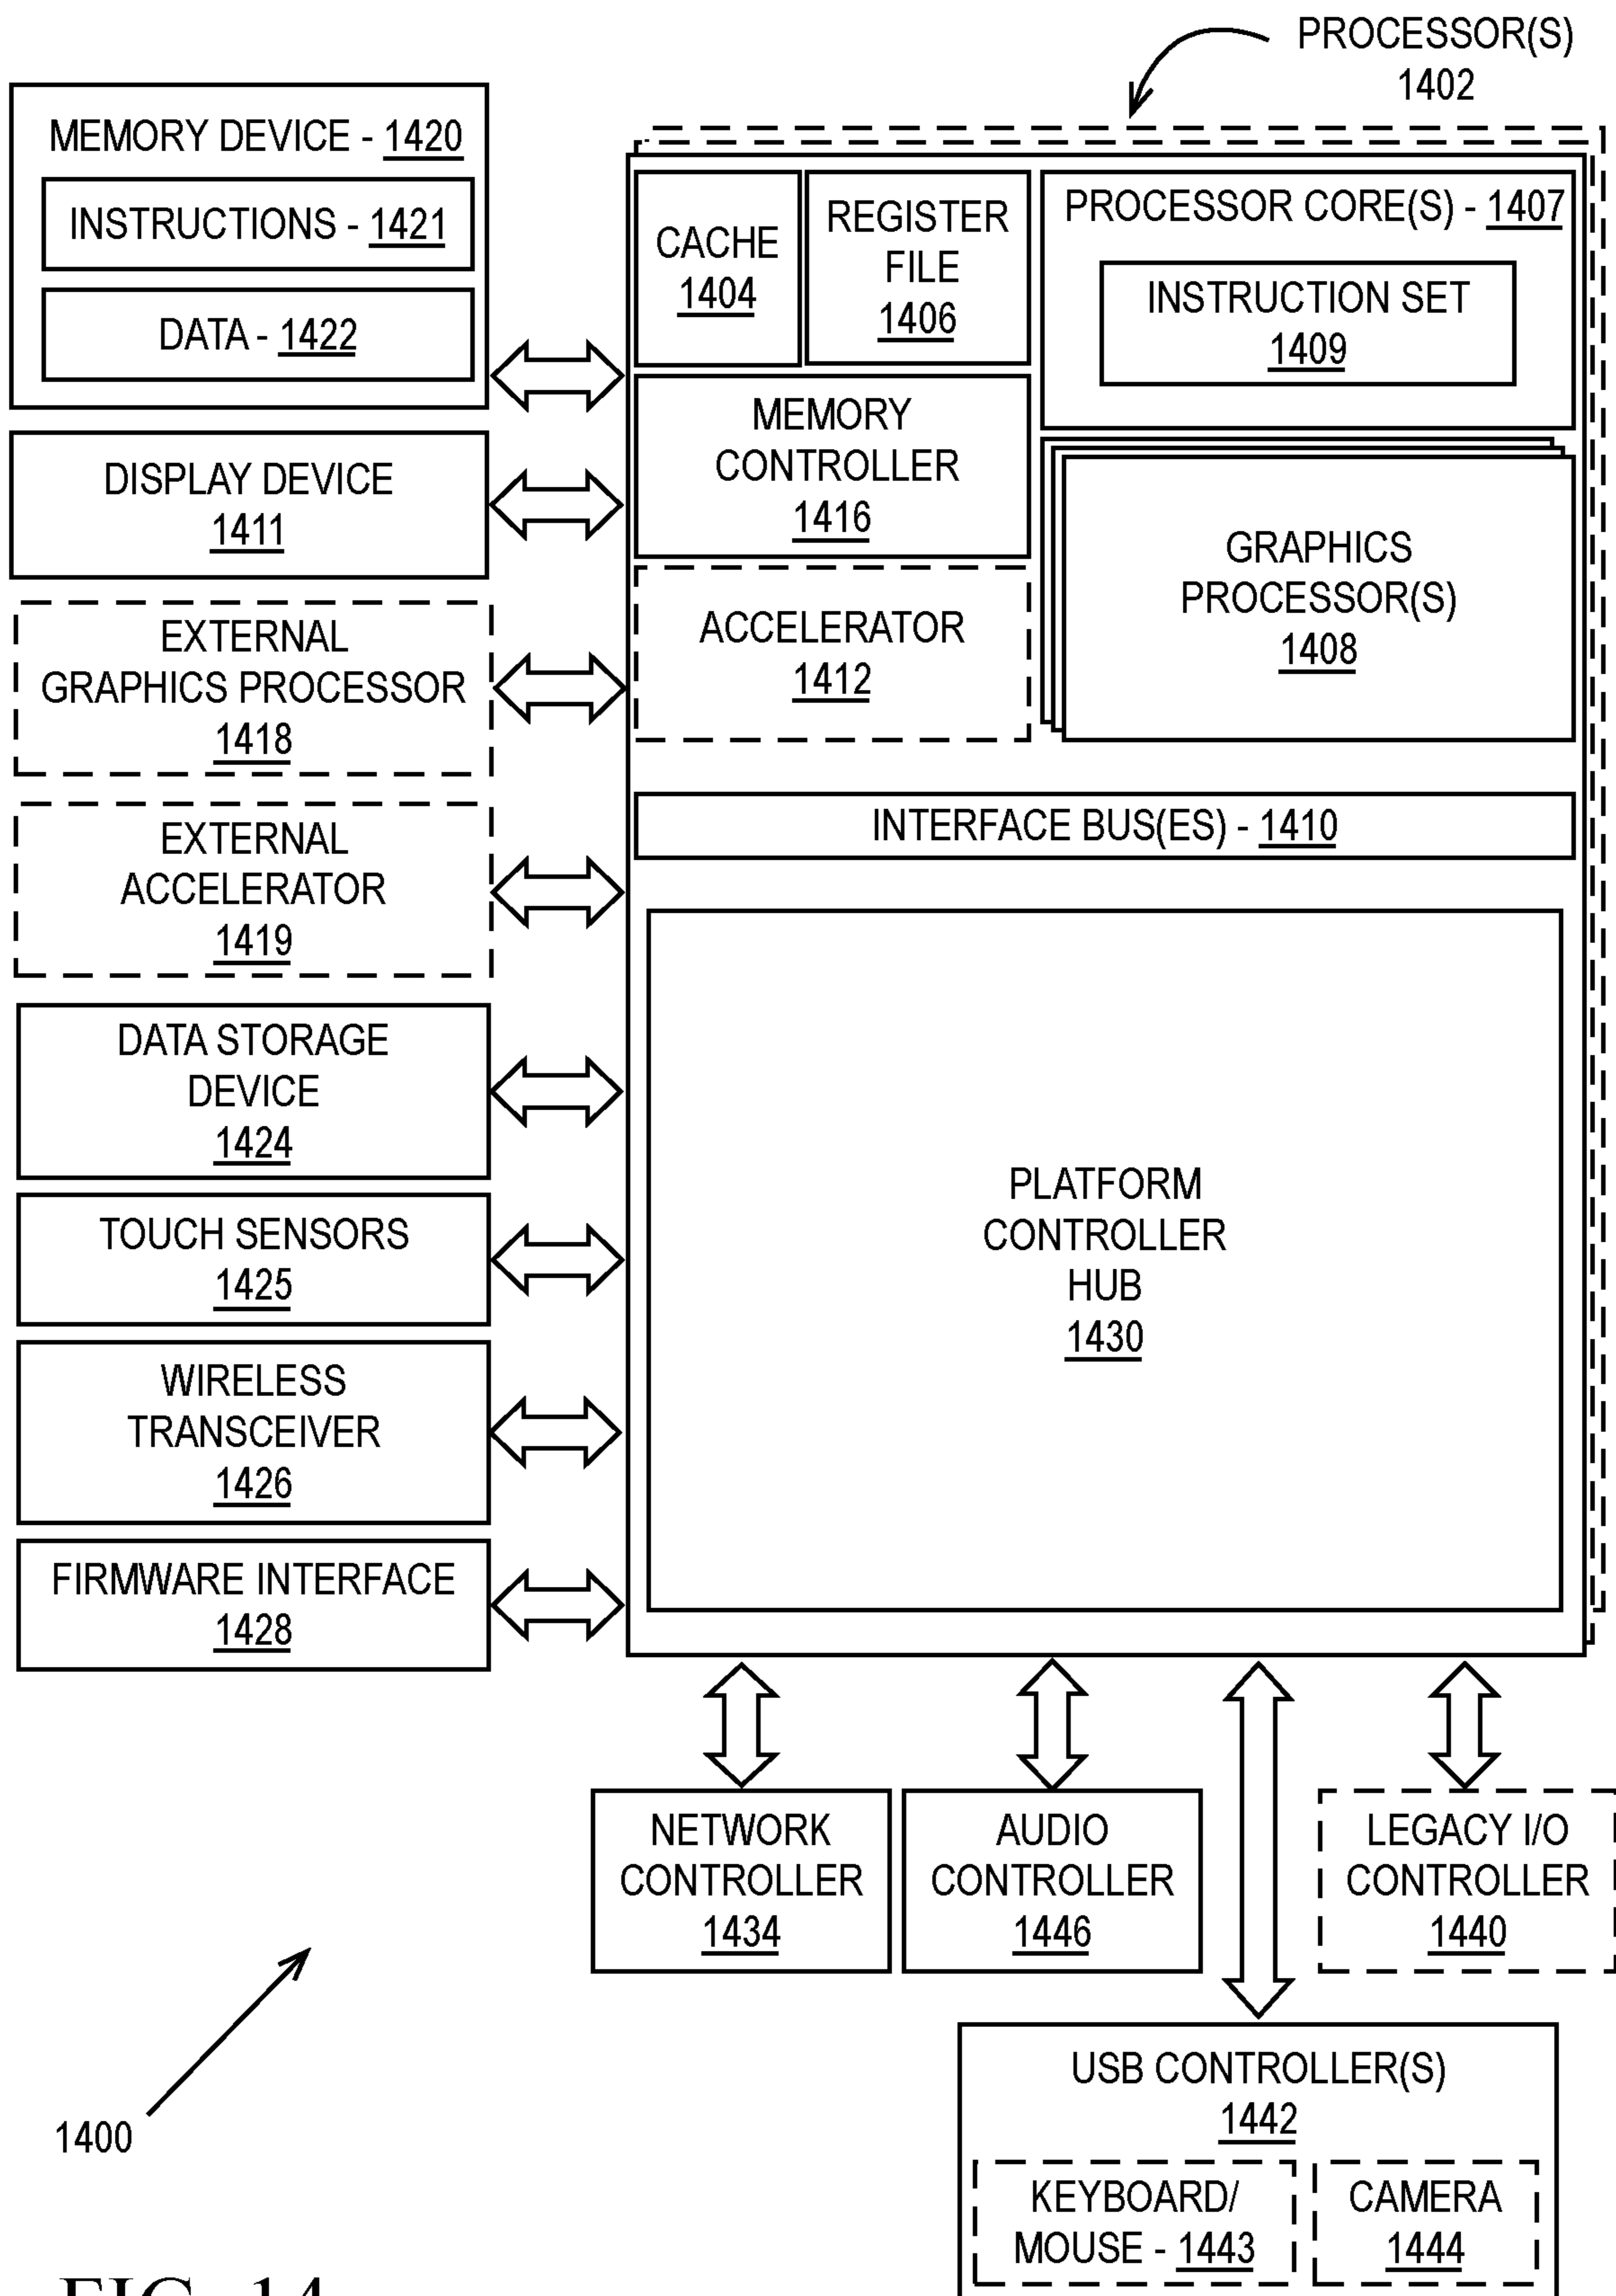 PROCESSOR(S)
1402
MEMORY DEVICE - 1420
INSTRUCTIONS - 1421
DATA - 1422
DISPLAY DEVICE
1411
EXTERNAL
GRAPHICS PROCESSOR
1418
EXTERNAL
ACCELERATOR
1419
DATA STORAGE
DEVICE
1424
TOUCH SENSORS
1425
WIRELESS
TRANSCEIVER
1426
FIRMWARE INTERFACE
1428
CACHE
1404
REGISTER
FILE
1406
PROCESSOR CORE(S) - 1407
INSTRUCTION SET
1409
MEMORY
CONTROLLER
1416
ACCELERATOR
1412
GRAPHICS
PROCESSOR(S)
1408
INTERFACE BUS(ES) - 1410
PLATFORM
CONTROLLER
HUB
1430
NETWORK
CONTROLLER
1434
AUDIO
CONTROLLER
1446
LEGACY I/O
CONTROLLER
1440
USB CONTROLLER(S)
1442
KEYBOARD/
MOUSE - 1443
CAMERA
1444
1400
FIG. 14